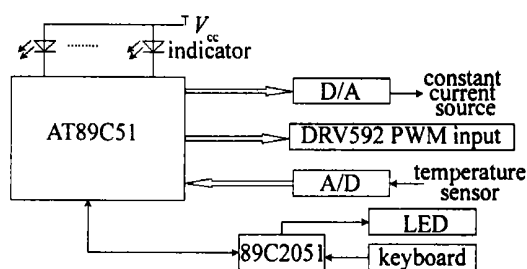 Vcc
indicator
AT89C51
D/A
constant
current
source
DRV592 PWM input
A/D
temperature
sensor
89C2051
LED
keyboard